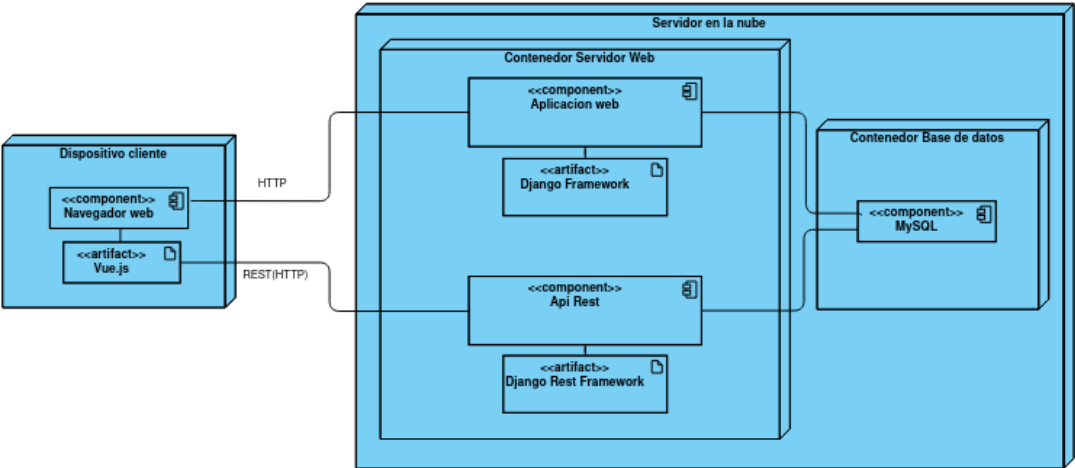 Servidor en la nube
Contenedor Servidor Web
<<component>>
Aplicacion web
<<artifact>>
Django Framework
Contenedor Base de datos
<<component>>
MySQL
Dispositivo cliente
<<component>>
Navegador web
<<artifact>>
Vue.js
HTTP
REST(HTTP)
<<component>>
Api Rest
<<artifact>>
Django Rest Framework